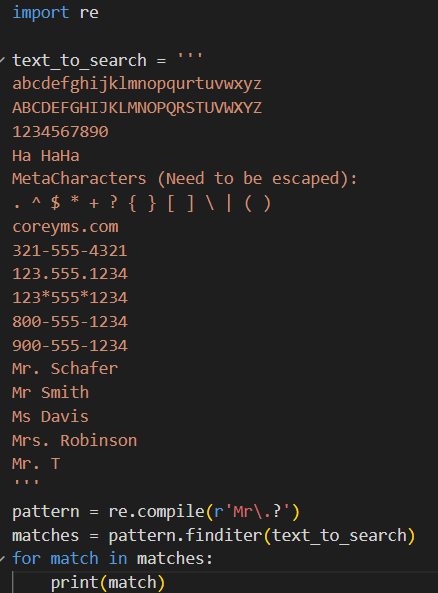 import re
text_to_search = '''
abcdefghijklmnopqurtuvwxyz
ABCDEFGHIJKLMNOPQRSTUVWXYZ
1234567890
Ha HaHa
MetaCharacters (Need to be escaped):
. ^ $ * + ? { } [ ] \ | ( )
coreyms.com
321-555-4321
123.555.1234
123*555*1234
800-555-1234
900-555-1234
Mr. Schafer
Mr Smith
Ms Davis
Mrs. Robinson
Mr. T
'''
pattern = re.compile(r'Mr\.?')
matches = pattern.finditer(text_to_search)
for match in matches:
    print(match)